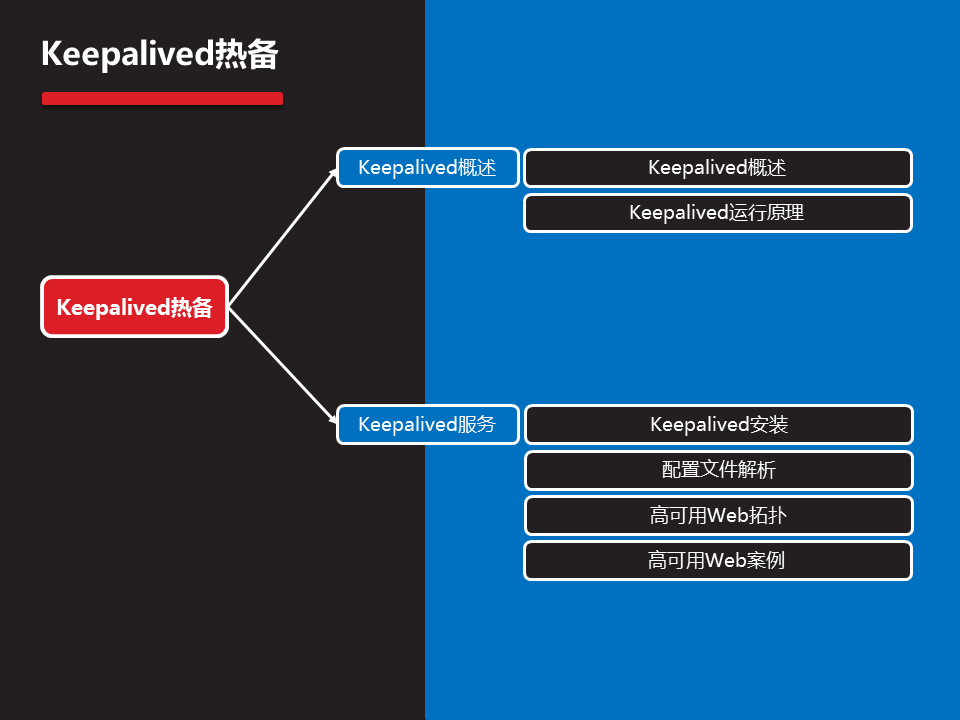 Keepalived热备
Keepalived概述
Keepalived概述
Keepalived运行原理
Keepalived热备
Keepalived服务
Keepalived安装
配置文件解析
高可用Web拓扑
高可用Web案例